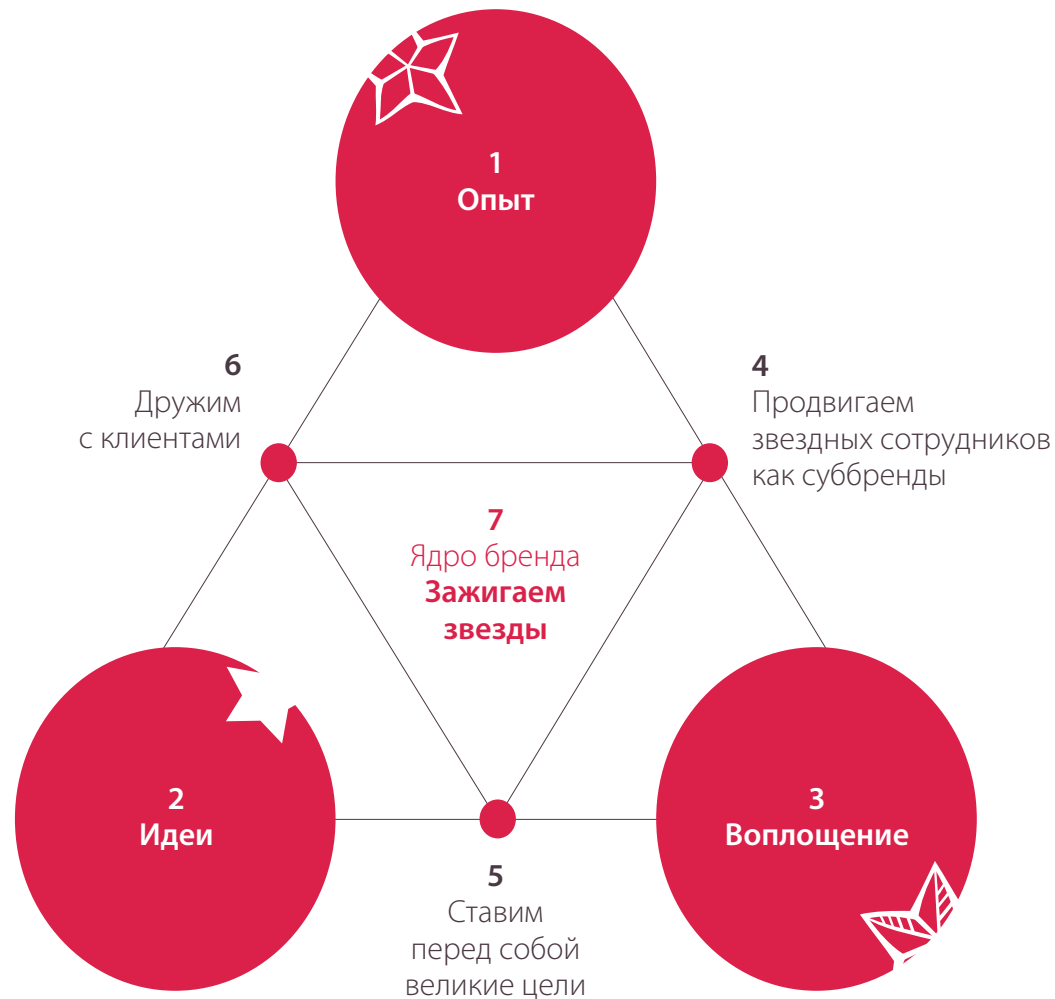 1
Опыт
6
Дружим
с клиентами
4
Продвигаем
звездных сотрудников
как суббренды
7
Ядро бренда
Зажигаем
звезды
2
Идеи
3
Воплощение
5
Ставим
перед собой
великие цели